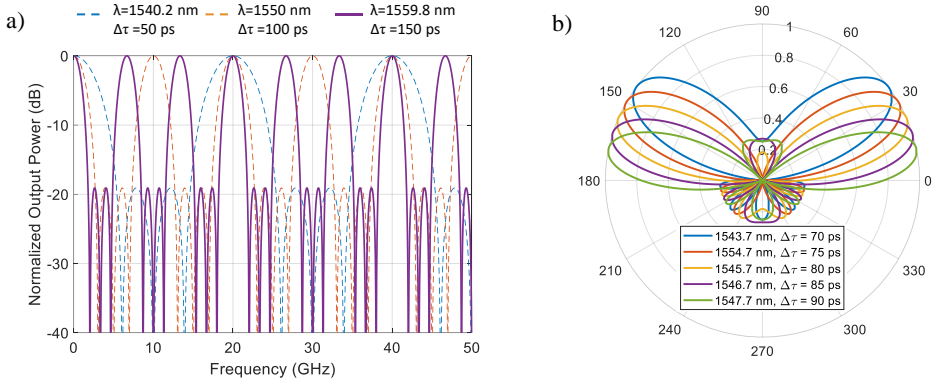 a)
λ=1540.2 nm λ=1550 nm λ=1559.8 nm
Δτ =50 ps Δτ =100 ps Δτ =150 ps
0
-10
-20
-30
-40
Normalized Output Power (dB)
0 10 20 30 40 50
Frequency (GHz)
b)
90
120 1 60
0.8
0.6
150 30
0.4
0.2
180 0
1543.7 nm, Δτ = 70 ps
1554.7 nm, Δτ = 75 ps
1545.7 nm, Δτ = 80 ps
1546.7 nm, Δτ = 85 ps
1547.7 nm, Δτ = 90 ps
210 330
240 300
270